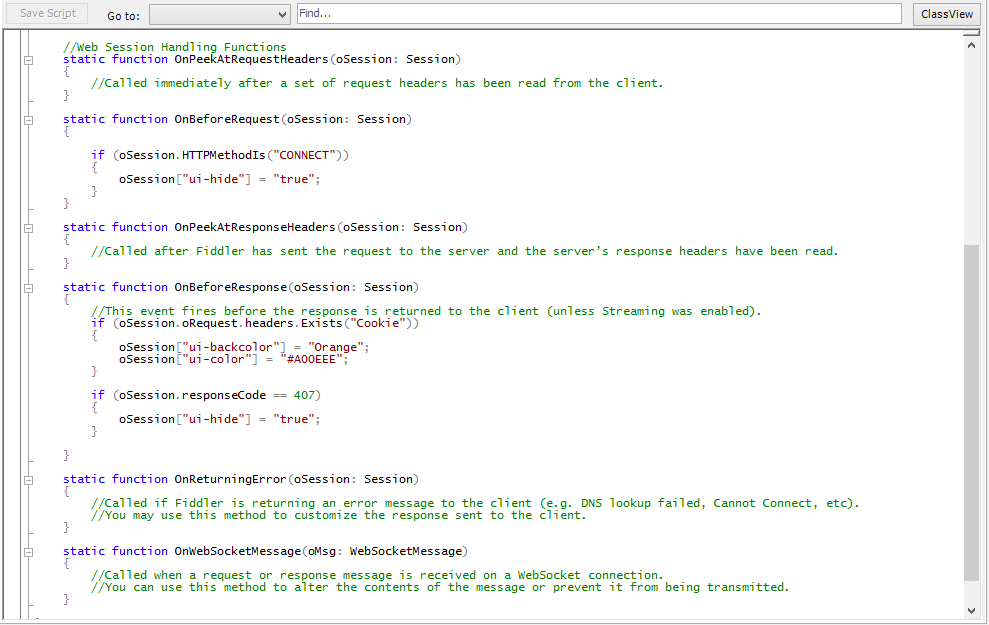 Save Script Go to: Find... ClassView
//Web Session Handling Functions
static function OnPeekAtRequestHeaders(oSession: Session)
{
//Called immediately after a set of request headers has been read from the client.
}
static function OnBeforeRequest(oSession: Session)
{
if (oSession.HTTPMethodIs("CONNECT"))
{
oSession["ui-hide"] = "true";
}
}
static function OnPeekAtResponseHeaders(oSession: Session)
{
//Called after Fiddler has sent the request to the server and the server's response headers have been read.
}
static function OnBeforeResponse(oSession: Session)
{
//This event fires before the response is returned to the client (unless Streaming was enabled).
if (oSession.oRequest.headers.Exists("Cookie"))
{
oSession["ui-backcolor"] = "Orange";
oSession["ui-color"] = "#A00EEE";
}
if (oSession.responseCode == 407)
{
oSession["ui-hide"] = "true";
}
}
static function OnReturningError(oSession: Session)
{
//Called if Fiddler is returning an error message to the client (e.g. DNS lookup failed, Cannot Connect, etc).
//You may use this method to customize the response sent to the client.
}
static function OnWebSocketMessage(oMsg: WebSocketMessage)
{
//Called when a request or response message is received on a WebSocket connection.
//You can use this method to alter the contents of the message or prevent it from being transmitted.
}